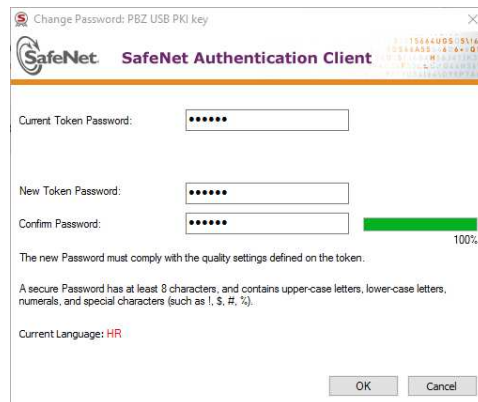 Change Password: PBZ USB PKI key
SafeNet.
SafeNet Authentication Client
Current Token Password:
••••••
New Token Password:
••••••
Confirm Password:
••••••
100%
The new Password must comply with the quality settings defined on the token.
A secure Password has at least 8 characters, and contains upper-case letters, lower-case letters,
numerals, and special characters (such as !, $, #, %).
Current Language: HR
OK
Cancel